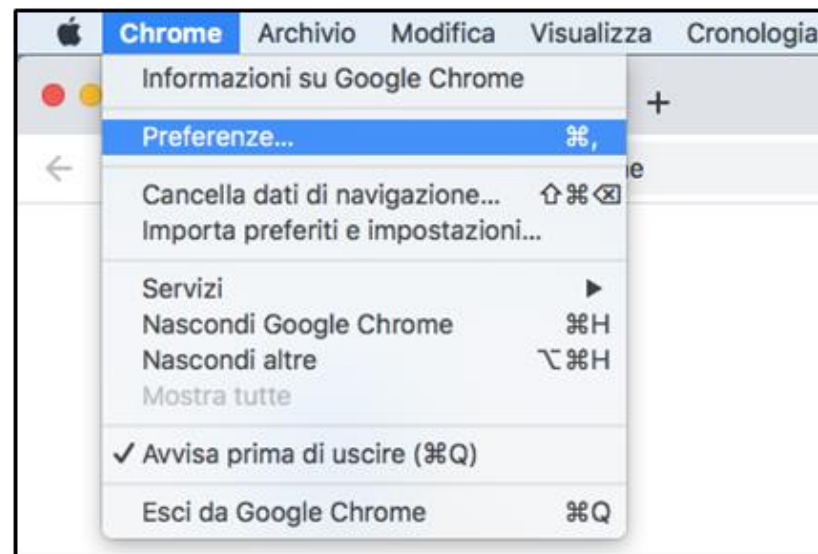 Chrome Archivio Modifica Visualizza Cronologia
Informazioni su Google Chrome
+
Preferenze... ⌘,
Cancella dati di navigazione... ⇧⌘⌫
Importa preferiti e impostazioni...
Servizi ▶
Nascondi Google Chrome ⌘H
Nascondi altre ⌥⌘H
Mostra tutte
✓ Avvisa prima di uscire (⌘Q)
Esci da Google Chrome ⌘Q